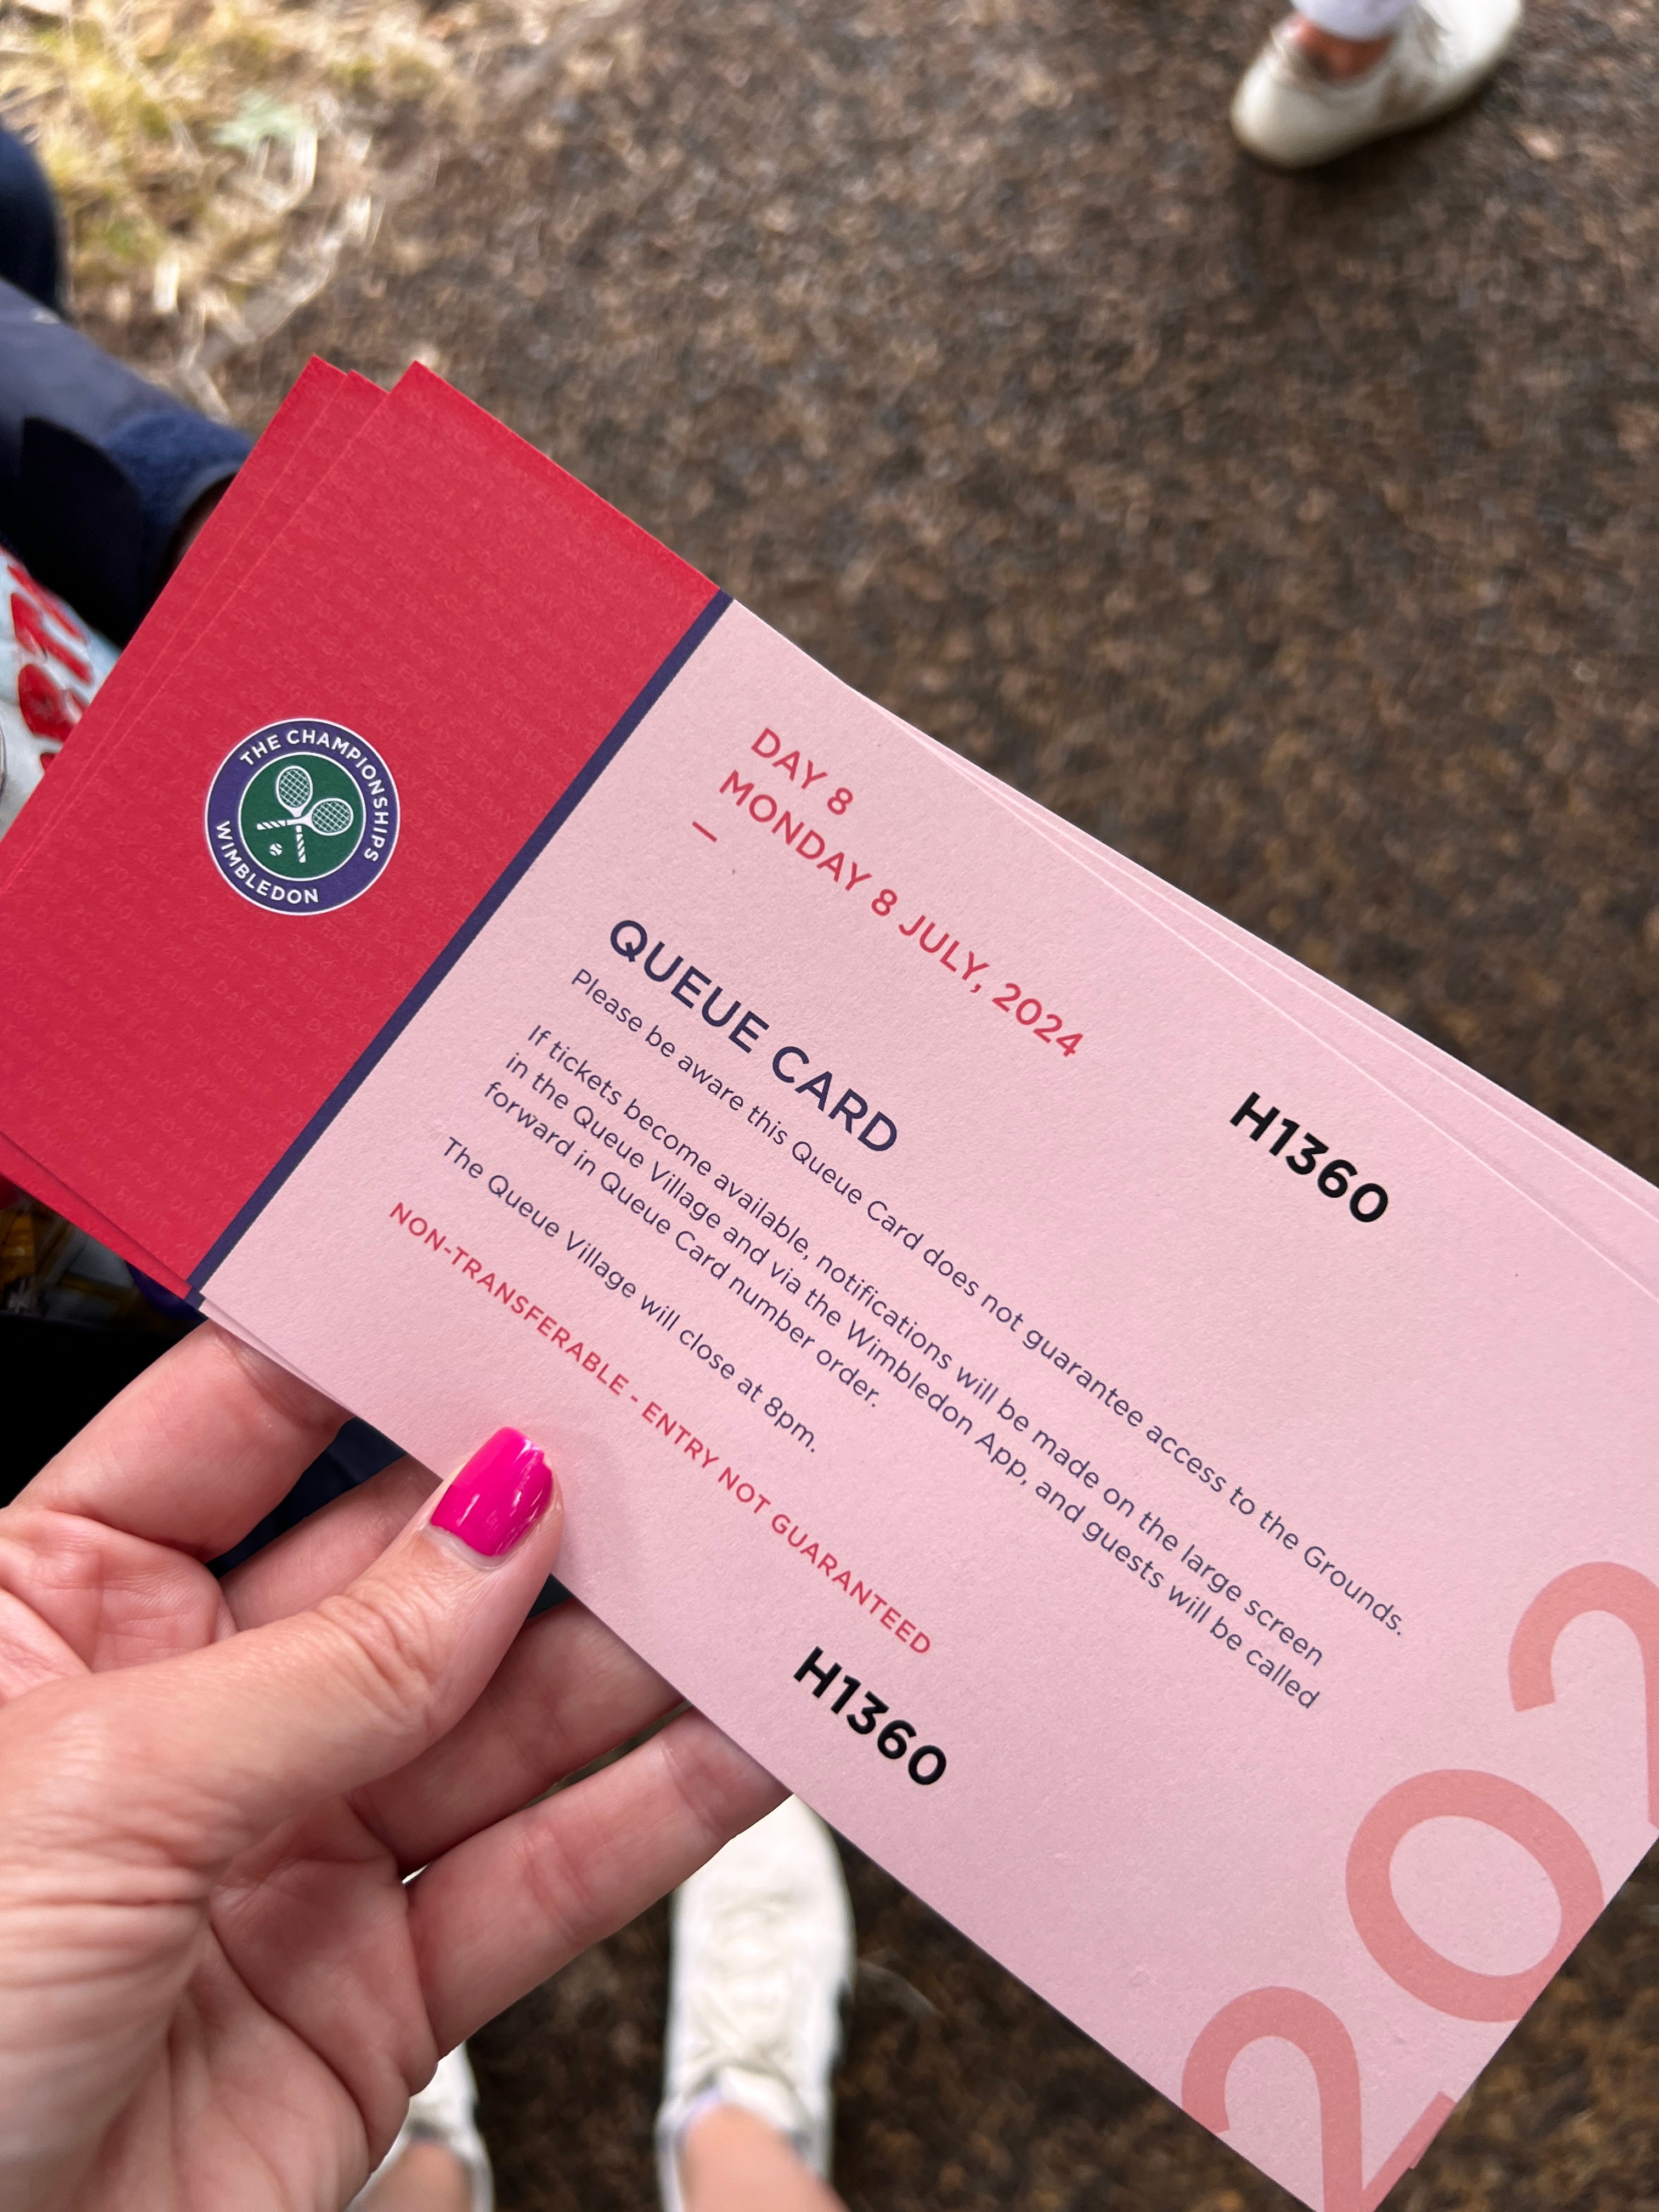 THE CHAMPIONSHIPS
WIMBLEDON
DAY 8
MONDAY 8 JULY, 2024
–
H1360
QUEUE CARD
Please be aware this Queue Card does not guarantee access to the Grounds.
If tickets become available, notifications will be made on the large screen
in the Queue Village and via the Wimbledon App, and guests will be called
forward in Queue Card number order.
The Queue Village will close at 8pm.
NON-TRANSFERABLE - ENTRY NOT GUARANTEED
H1360
202